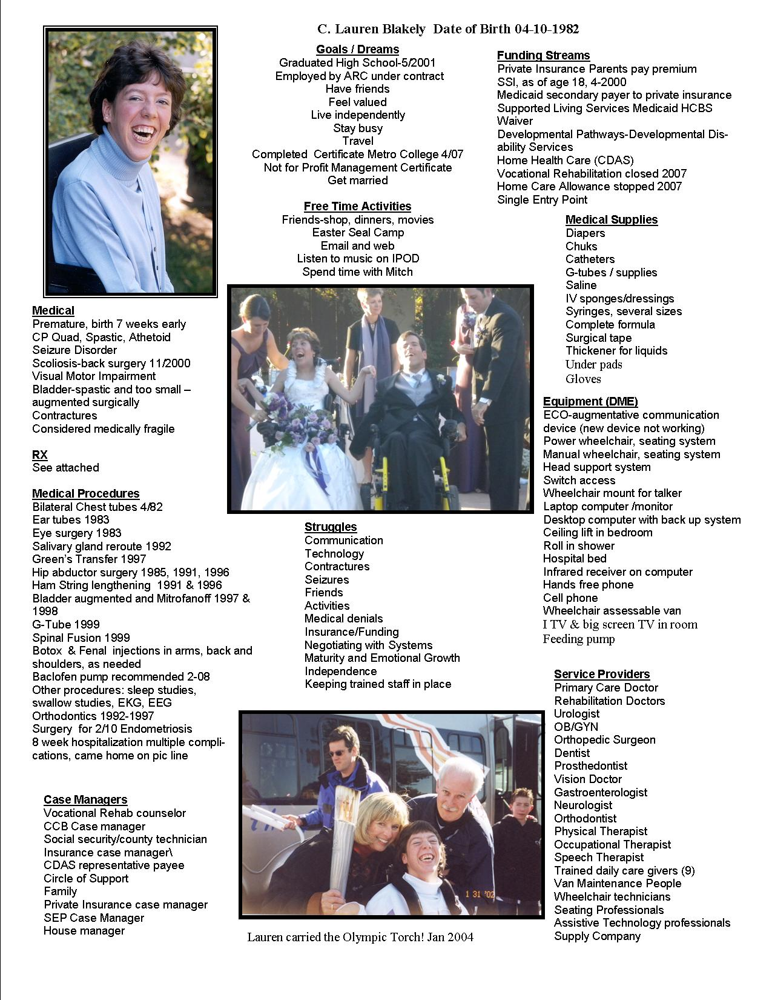 C. Lauren Blakely  Date of Birth 04-10-1982
Goals / Dreams
Graduated High School-5/2001
Employed by ARC under contract
Have friends
Feel valued
Live independently
Stay busy
Travel
Completed  Certificate Metro College 4/07
Not for Profit Management Certificate
Get married
Free Time Activities
Friends-shop, dinners, movies
Easter Seal Camp
Email and web
Listen to music on IPOD
Spend time with Mitch
Funding Streams
Private Insurance Parents pay premium
SSI, as of age 18, 4-2000
Medicaid secondary payer to private insurance
Supported Living Services Medicaid HCBS
Waiver
Developmental Pathways-Developmental Dis-
ability Services
Home Health Care (CDAS)
Vocational Rehabilitation closed 2007
Home Care Allowance stopped 2007
Single Entry Point
Medical Supplies
Diapers
Chuks
Catheters
G-tubes / supplies
Saline
IV sponges/dressings
Syringes, several sizes
Complete formula
Surgical tape
Thickener for liquids
Under pads
Gloves
Medical
Premature, birth 7 weeks early
CP Quad, Spastic, Athetoid
Seizure Disorder
Scoliosis-back surgery 11/2000
Visual Motor Impairment
Bladder-spastic and too small –
augmented surgically
Contractures
Considered medically fragile
RX
See attached
Medical Procedures
Bilateral Chest tubes 4/82
Ear tubes 1983
Eye surgery 1983
Salivary gland reroute 1992
Green's Transfer 1997
Hip abductor surgery 1985, 1991, 1996
Ham String lengthening  1991 & 1996
Bladder augmented and Mitrofanoff 1997 &
1998
G-Tube 1999
Spinal Fusion 1999
Botox  & Fenal  injections in arms, back and
shoulders, as needed
Baclofen pump recommended 2-08
Other procedures: sleep studies,
swallow studies, EKG, EEG
Orthodontics 1992-1997
Surgery  for 2/10 Endometriosis
8 week hospitalization multiple compli-
cations, came home on pic line
Case Managers
Vocational Rehab counselor
CCB Case manager
Social security/county technician
Insurance case manager\
CDAS representative payee
Circle of Support
Family
Private Insurance case manager
SEP Case Manager
House manager
Struggles
Communication
Technology
Contractures
Seizures
Friends
Activities
Medical denials
Insurance/Funding
Negotiating with Systems
Maturity and Emotional Growth
Independence
Keeping trained staff in place
1 31 '02
Lauren carried the Olympic Torch! Jan 2004
Equipment (DME)
ECO-augmentative communication
device (new device not working)
Power wheelchair, seating system
Manual wheelchair, seating system
Head support system
Switch access
Wheelchair mount for talker
Laptop computer /monitor
Desktop computer with back up system
Ceiling lift in bedroom
Roll in shower
Hospital bed
Infrared receiver on computer
Hands free phone
Cell phone
Wheelchair assessable van
I TV & big screen TV in room
Feeding pump
Service Providers
Primary Care Doctor
Rehabilitation Doctors
Urologist
OB/GYN
Orthopedic Surgeon
Dentist
Prosthedontist
Vision Doctor
Gastroenterologist
Neurologist
Orthodontist
Physical Therapist
Occupational Therapist
Speech Therapist
Trained daily care givers (9)
Van Maintenance People
Wheelchair technicians
Seating Professionals
Assistive Technology professionals
Supply Company